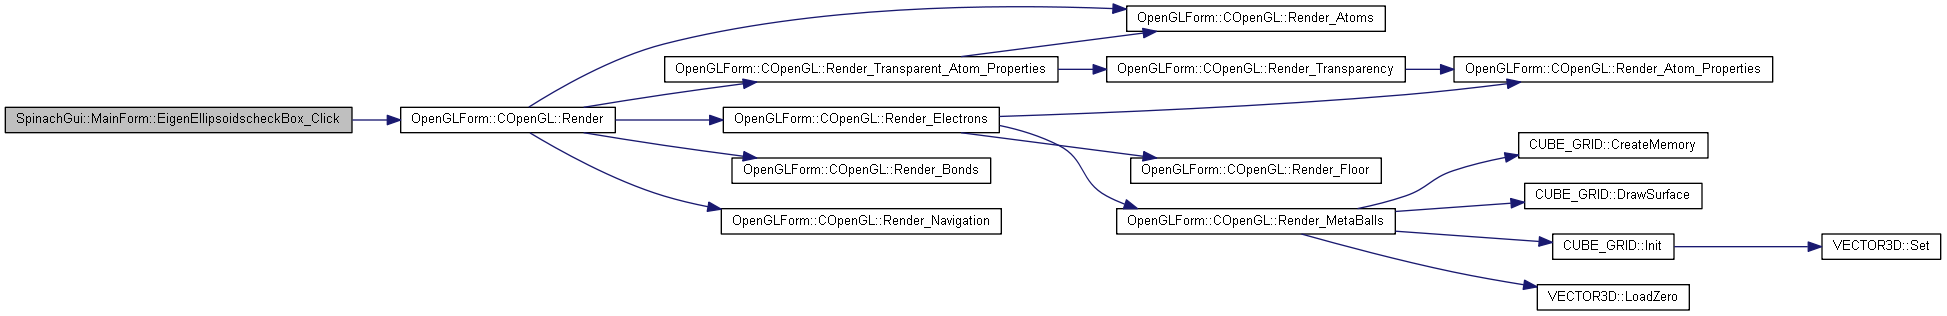 SpinachGui::MainForm::EigenEllipsoidscheckBox_Click
OpenGLForm::COpenGL::Render
OpenGLForm::COpenGL::Render_Atoms
OpenGLForm::COpenGL::Render_Transparent_Atom_Properties
OpenGLForm::COpenGL::Render_Transparency
OpenGLForm::COpenGL::Render_Atom_Properties
OpenGLForm::COpenGL::Render_Electrons
OpenGLForm::COpenGL::Render_Bonds
OpenGLForm::COpenGL::Render_Floor
OpenGLForm::COpenGL::Render_Navigation
OpenGLForm::COpenGL::Render_MetaBalls
CUBE_GRID::CreateMemory
CUBE_GRID::DrawSurface
CUBE_GRID::Init
VECTOR3D::Set
VECTOR3D::LoadZero